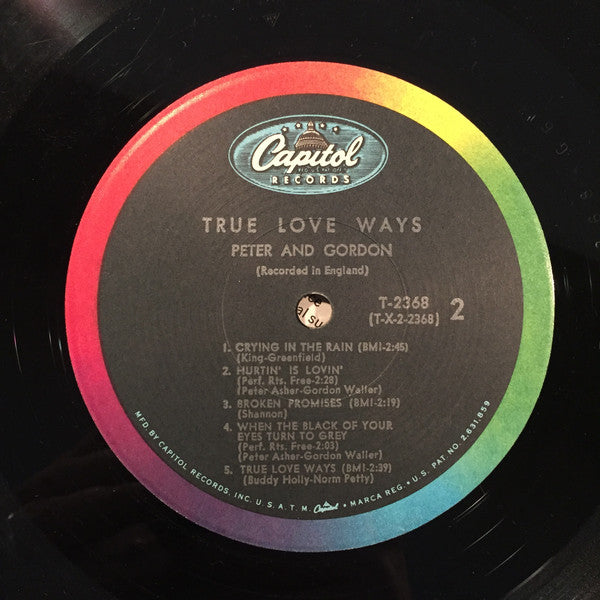 Capitol
RECORDS
TRUE LOVE WAYS
PETER AND GORDON
(Recorded in England)
T-2368
(T-X-2-2368)
2
1. CRYING IN THE RAIN (BMI-2:45)
(King-Greenfield)
2. HURTIN' IS LOVIN'
(Perf. Rts. Free-2:28)
(Peter Asher-Gordon Waller)
3. BROKEN PROMISES (BMI-2:19)
(Shannon)
4. WHEN THE BLACK OF YOUR
EYES TURN TO GREY
(Perf. Rts. Free-2:03)
(Peter Asher-Gordon Waller)
5. TRUE LOVE WAYS (BMI-2:39)
(Buddy Holly-Norm Petty)
MFD. BY CAPITOL RECORDS, INC. U.S.A. T.M. Capitol MARCA REG. • U.S. PAT. NO. 2,631,859